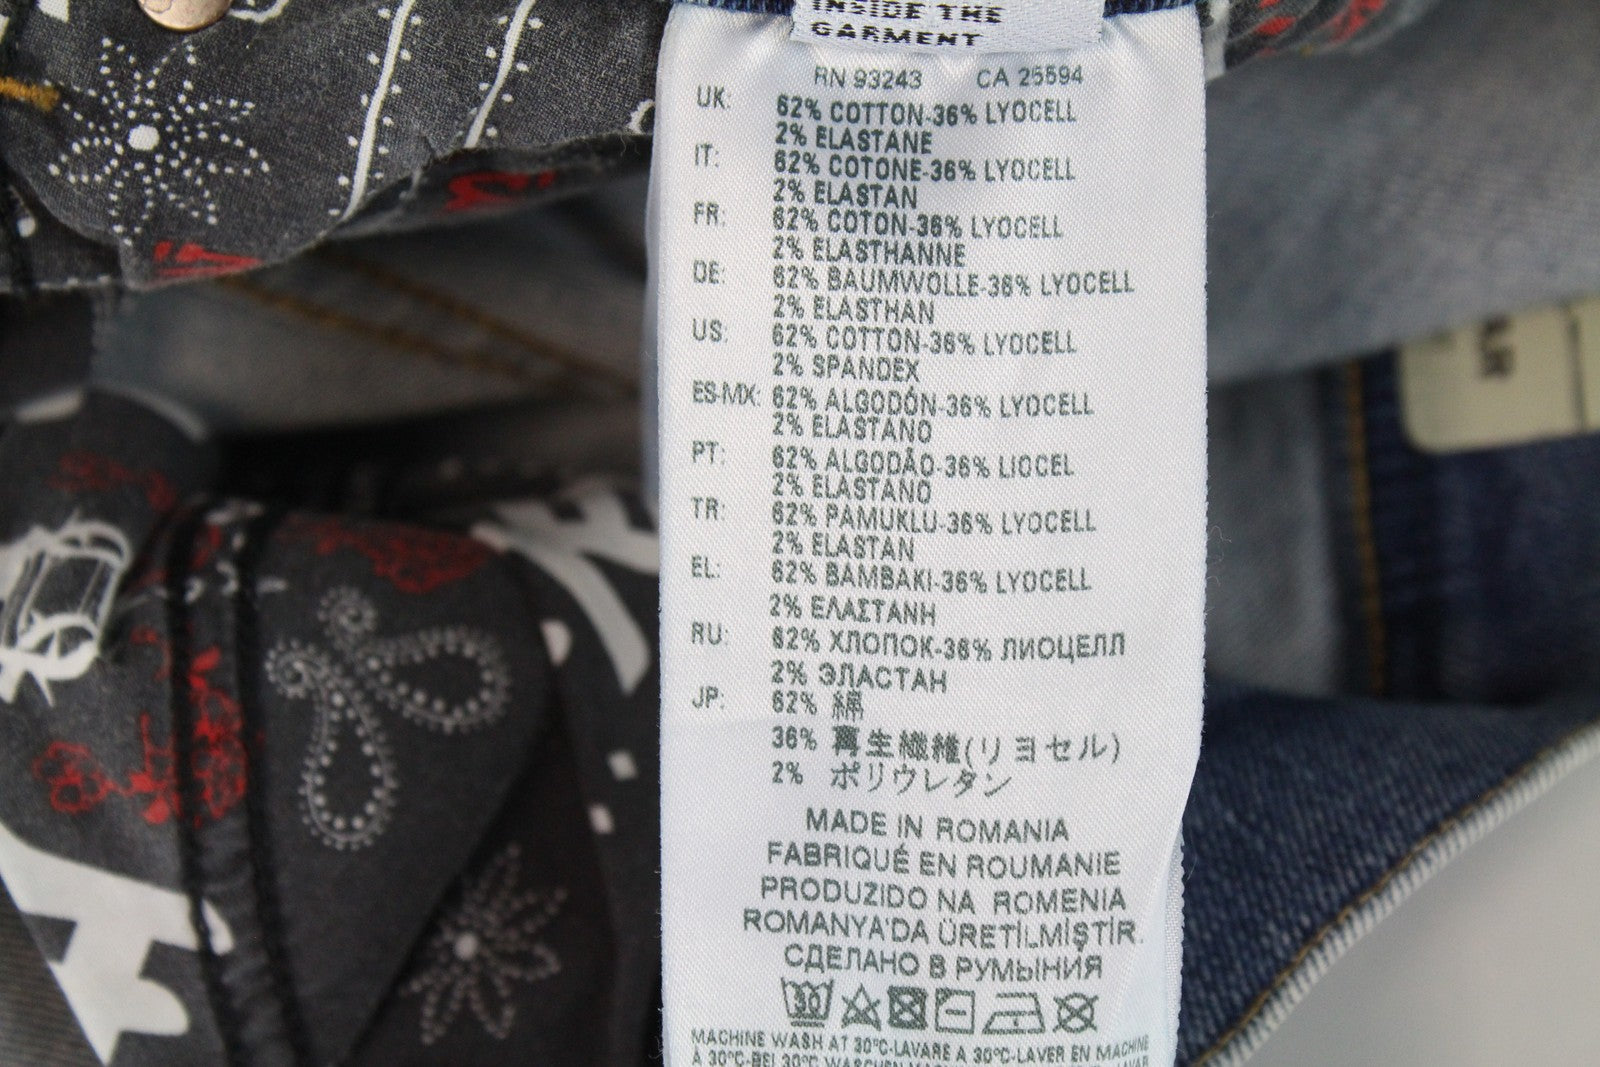 INSIDE THE
GARMENT
RN 93243 CA 25594
UK: 62% COTTON-36% LYOCELL
2% ELASTANE
IT: 62% COTONE-36% LYOCELL
2% ELASTAN
FR: 62% COTON-36% LYOCELL
2% ELASTHANNE
DE: 62% BAUMWOLLE-36% LYOCELL
2% ELASTHAN
US: 62% COTTON-36% LYOCELL
2% SPANDEX
ES-MX: 62% ALGODÓN-36% LYOCELL
2% ELASTANO
PT: 62% ALGODÃO-36% LIOCEL
2% ELASTANO
TR: 62% PAMUKLU-36% LYOCELL
2% ELASTAN
EL: 62% BAMBAKI-36% LYOCELL
2% ΕΛΑΣΤΑΝΗ
RU: 62% ХЛОПОК-36% ЛИОЦЕЛЛ
2% ЭЛАСТАН
JP: 62% 綿
36% 再生繊維(リヨセル)
2% ポリウレタン
MADE IN ROMANIA
FABRIQUÉ EN ROUMANIE
PRODUZIDO NA ROMENIA
ROMANYA'DA ÜRETİLMİŞTİR.
СДЕЛАНО В РУМЫНИЯ
30
MACHINE WASH AT 30°C-LAVARE A 30°C-LAVER EN MACHINE
À 30°C-BEI 30°C WASCHEN LAVAR